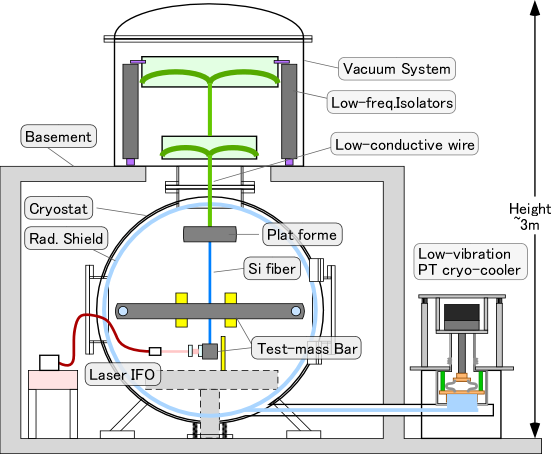 Vacuum System
Low-freq.Isolators
Basement
Low-conductive wire
Cryostat
Height
~3m
Rad. Shield
Plat forme
Low-vibration
PT cryo-cooler
Si fiber
Test-mass Bar
Laser IFO